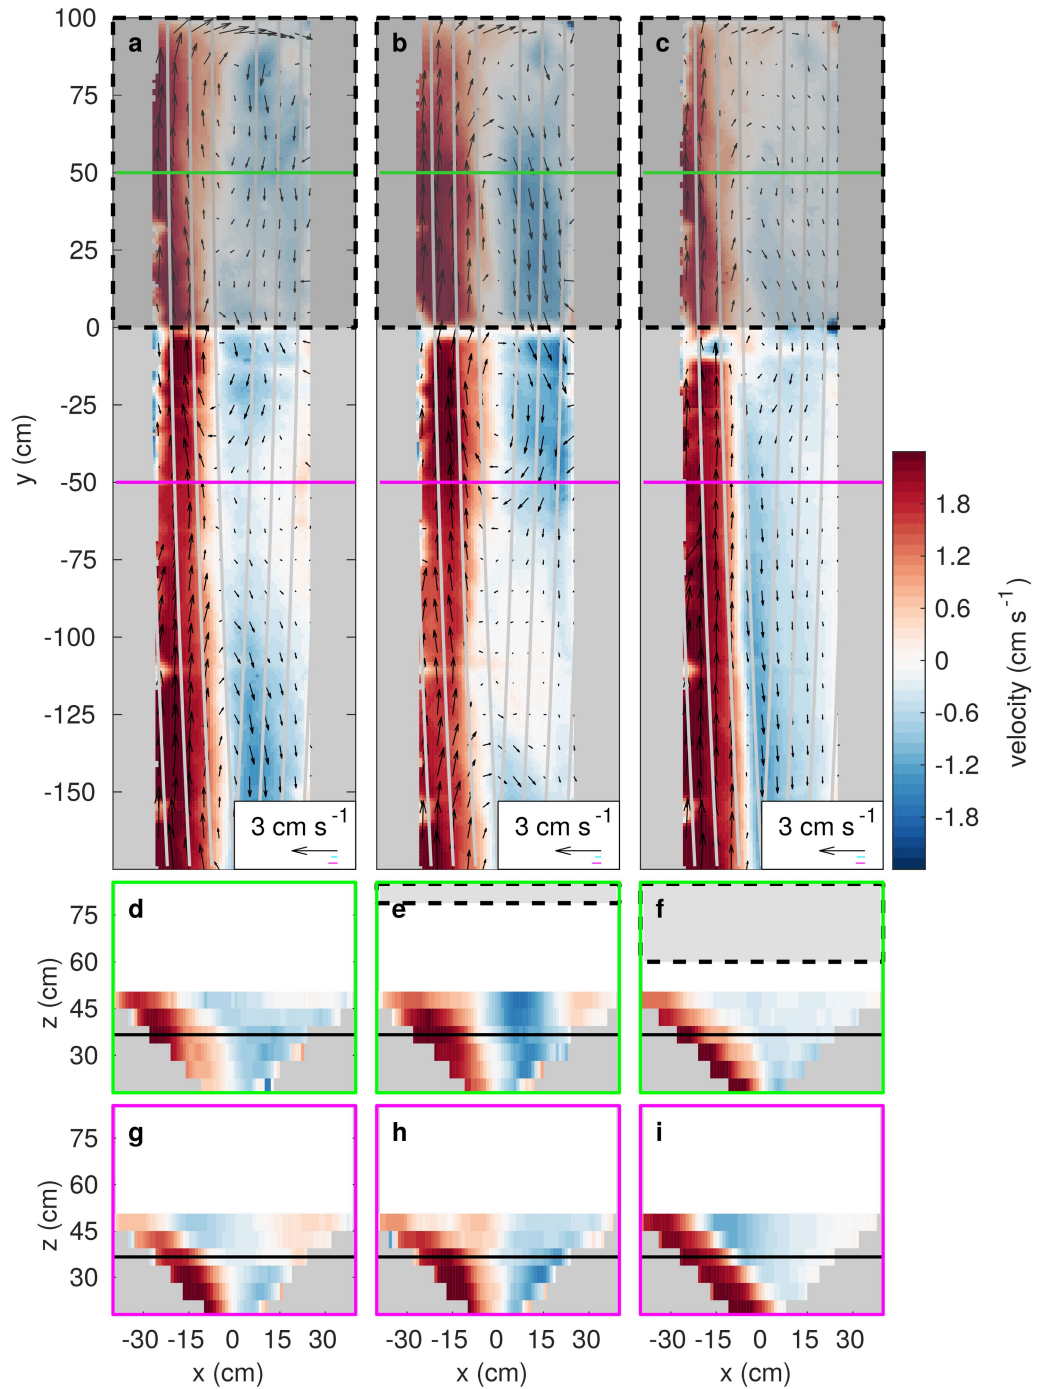 a
b
c
100
75
50
25
0
-25
-50
-75
-100
-125
-150
y (cm)
3 cm s⁻¹
3 cm s⁻¹
3 cm s⁻¹
1.8
1.2
0.6
0
-0.6
-1.2
-1.8
velocity (cm s⁻¹)
d
e
f
75
60
45
30
z (cm)
g
h
i
75
60
45
30
z (cm)
-30 -15 0 15 30
-30 -15 0 15 30
-30 -15 0 15 30
x (cm)
x (cm)
x (cm)